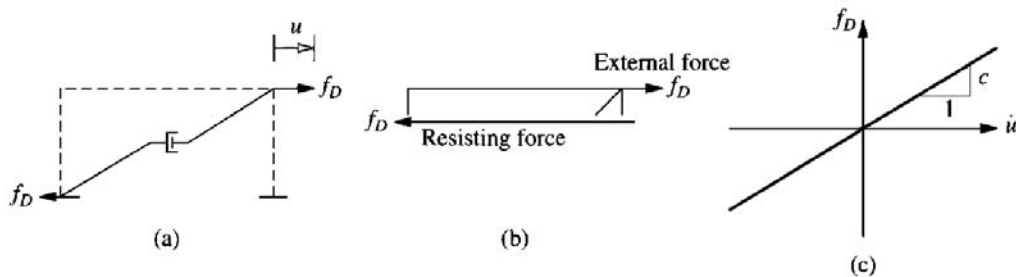 u
f_D
f_D
(a)
External force
f_D
f_D
Resisting force
(b)
f_D
c
1
u̇
(c)